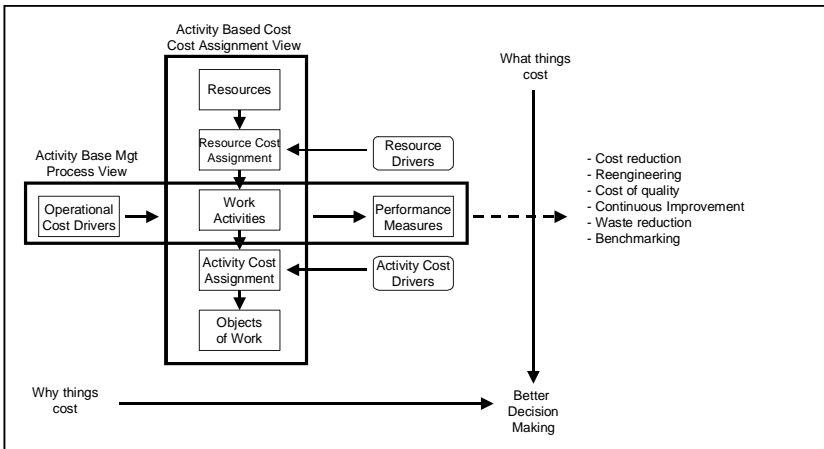 Activity Based Cost
Cost Assignment View
What things
cost
Resources
Resource Cost
Assignment
Resource
Drivers
Activity Base Mgt
Process View
Operational
Cost Drivers
Work
Activities
Performance
Measures
- Cost reduction
- Reengineering
- Cost of quality
- Continuous Improvement
- Waste reduction
- Benchmarking
Activity Cost
Assignment
Activity Cost
Drivers
Objects
of Work
Why things
cost
Better
Decision
Making